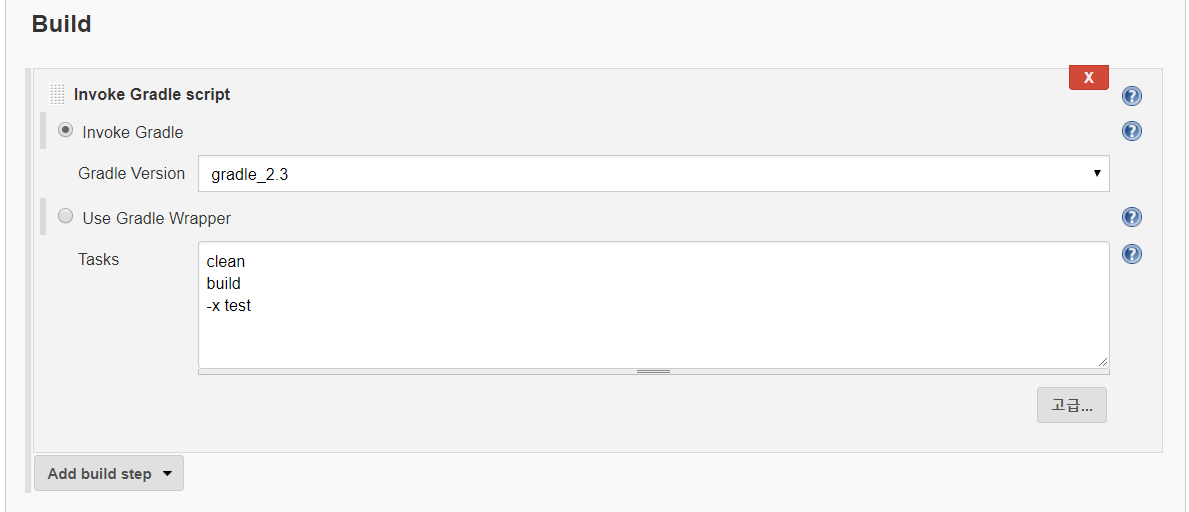 Build
X
Invoke Gradle script
?
Invoke Gradle
?
Gradle Version
gradle_2.3
Use Gradle Wrapper
?
Tasks
?
clean
build
-x test
고급...
Add build step